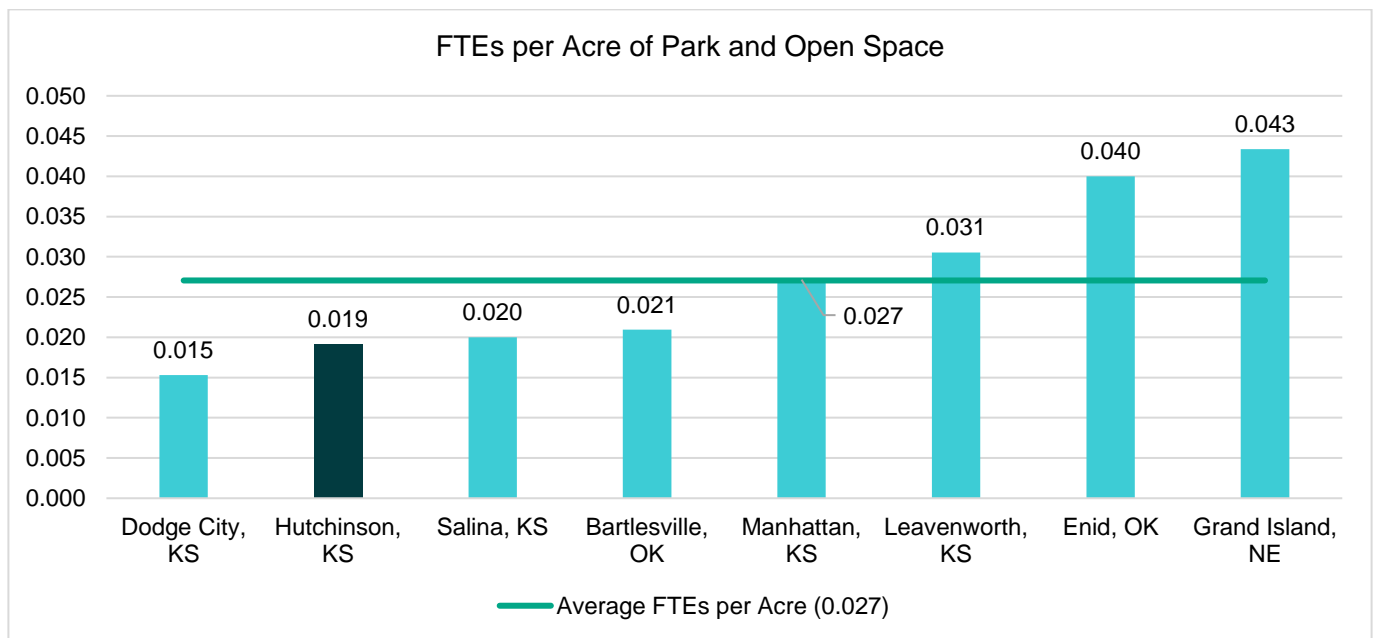 FTEs per Acre of Park and Open Space
0.050
0.045
0.040
0.035
0.030
0.025
0.020
0.015
0.010
0.005
0.000
0.015
0.019
0.020
0.021
0.027
0.031
0.040
0.043
Dodge City,
KS
Hutchinson,
KS
Salina, KS
Bartlesville,
OK
Manhattan,
KS
Leavenworth,
KS
Enid, OK
Grand Island,
NE
Average FTEs per Acre (0.027)